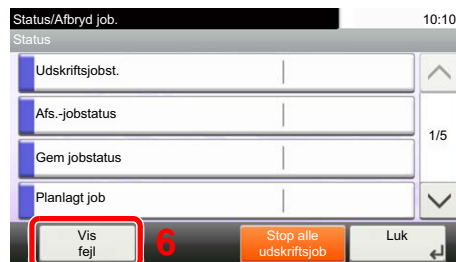 Status/Afbryd job. 10:10
Status
Udskriftsjobst.
Afs.-jobstatus
1/5
Gem jobstatus
Planlagt job
Vis
fejl
6
Stop alle
udskriftsjob
Luk